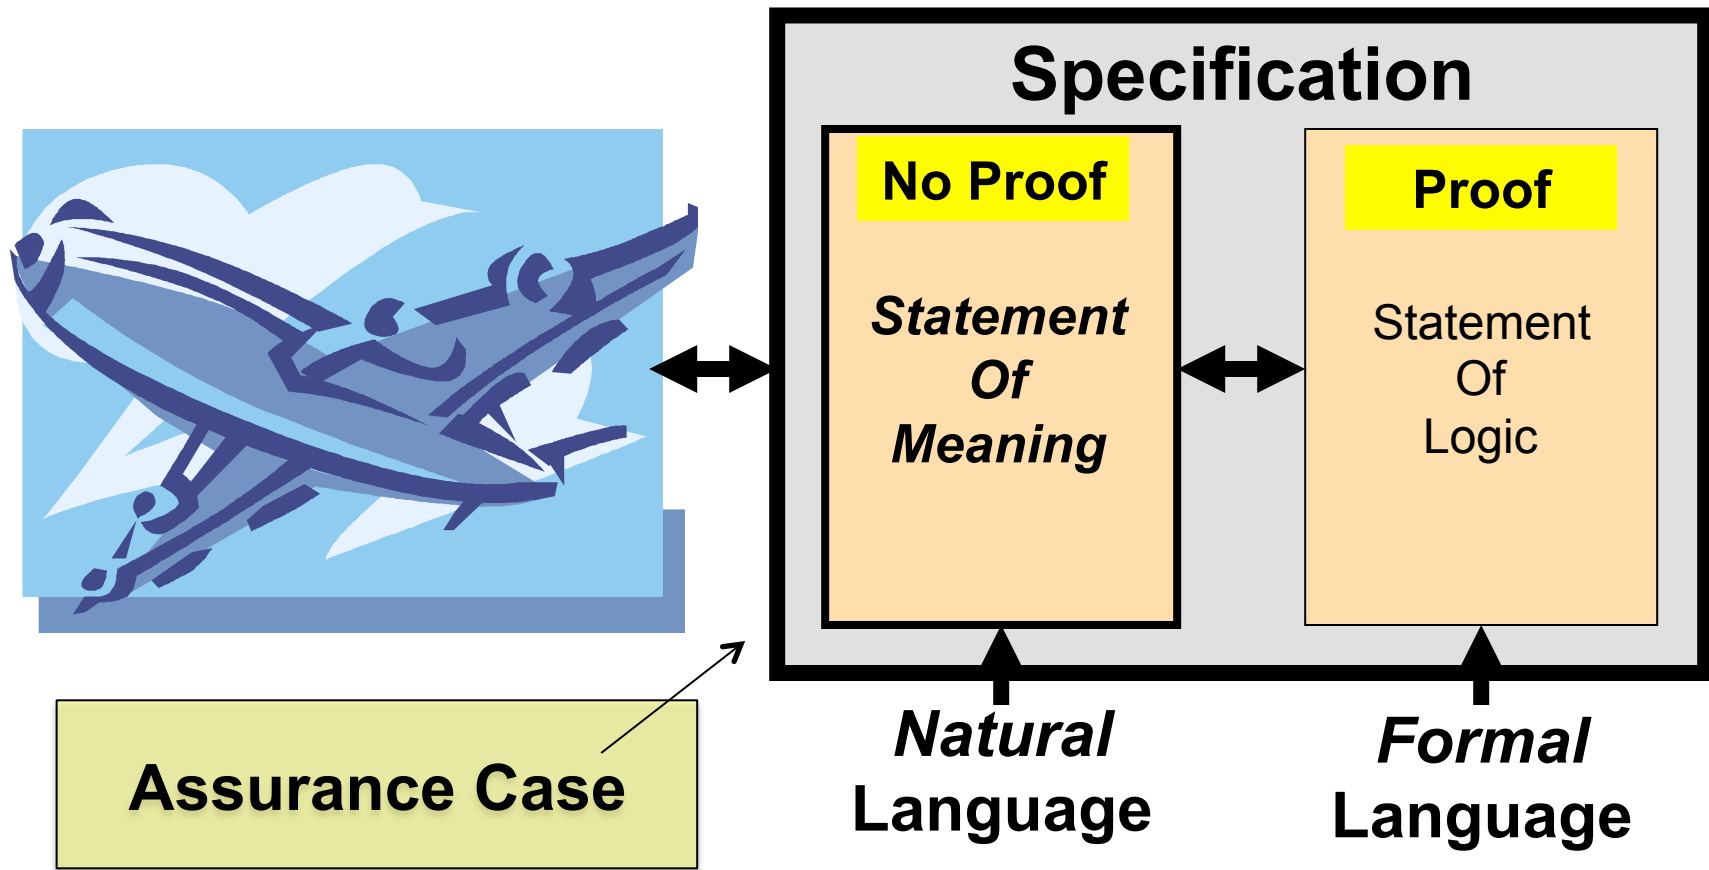 Specification
No Proof
Statement
Of
Meaning
Proof
Statement
Of
Logic
Assurance Case
Natural
Language
Formal
Language